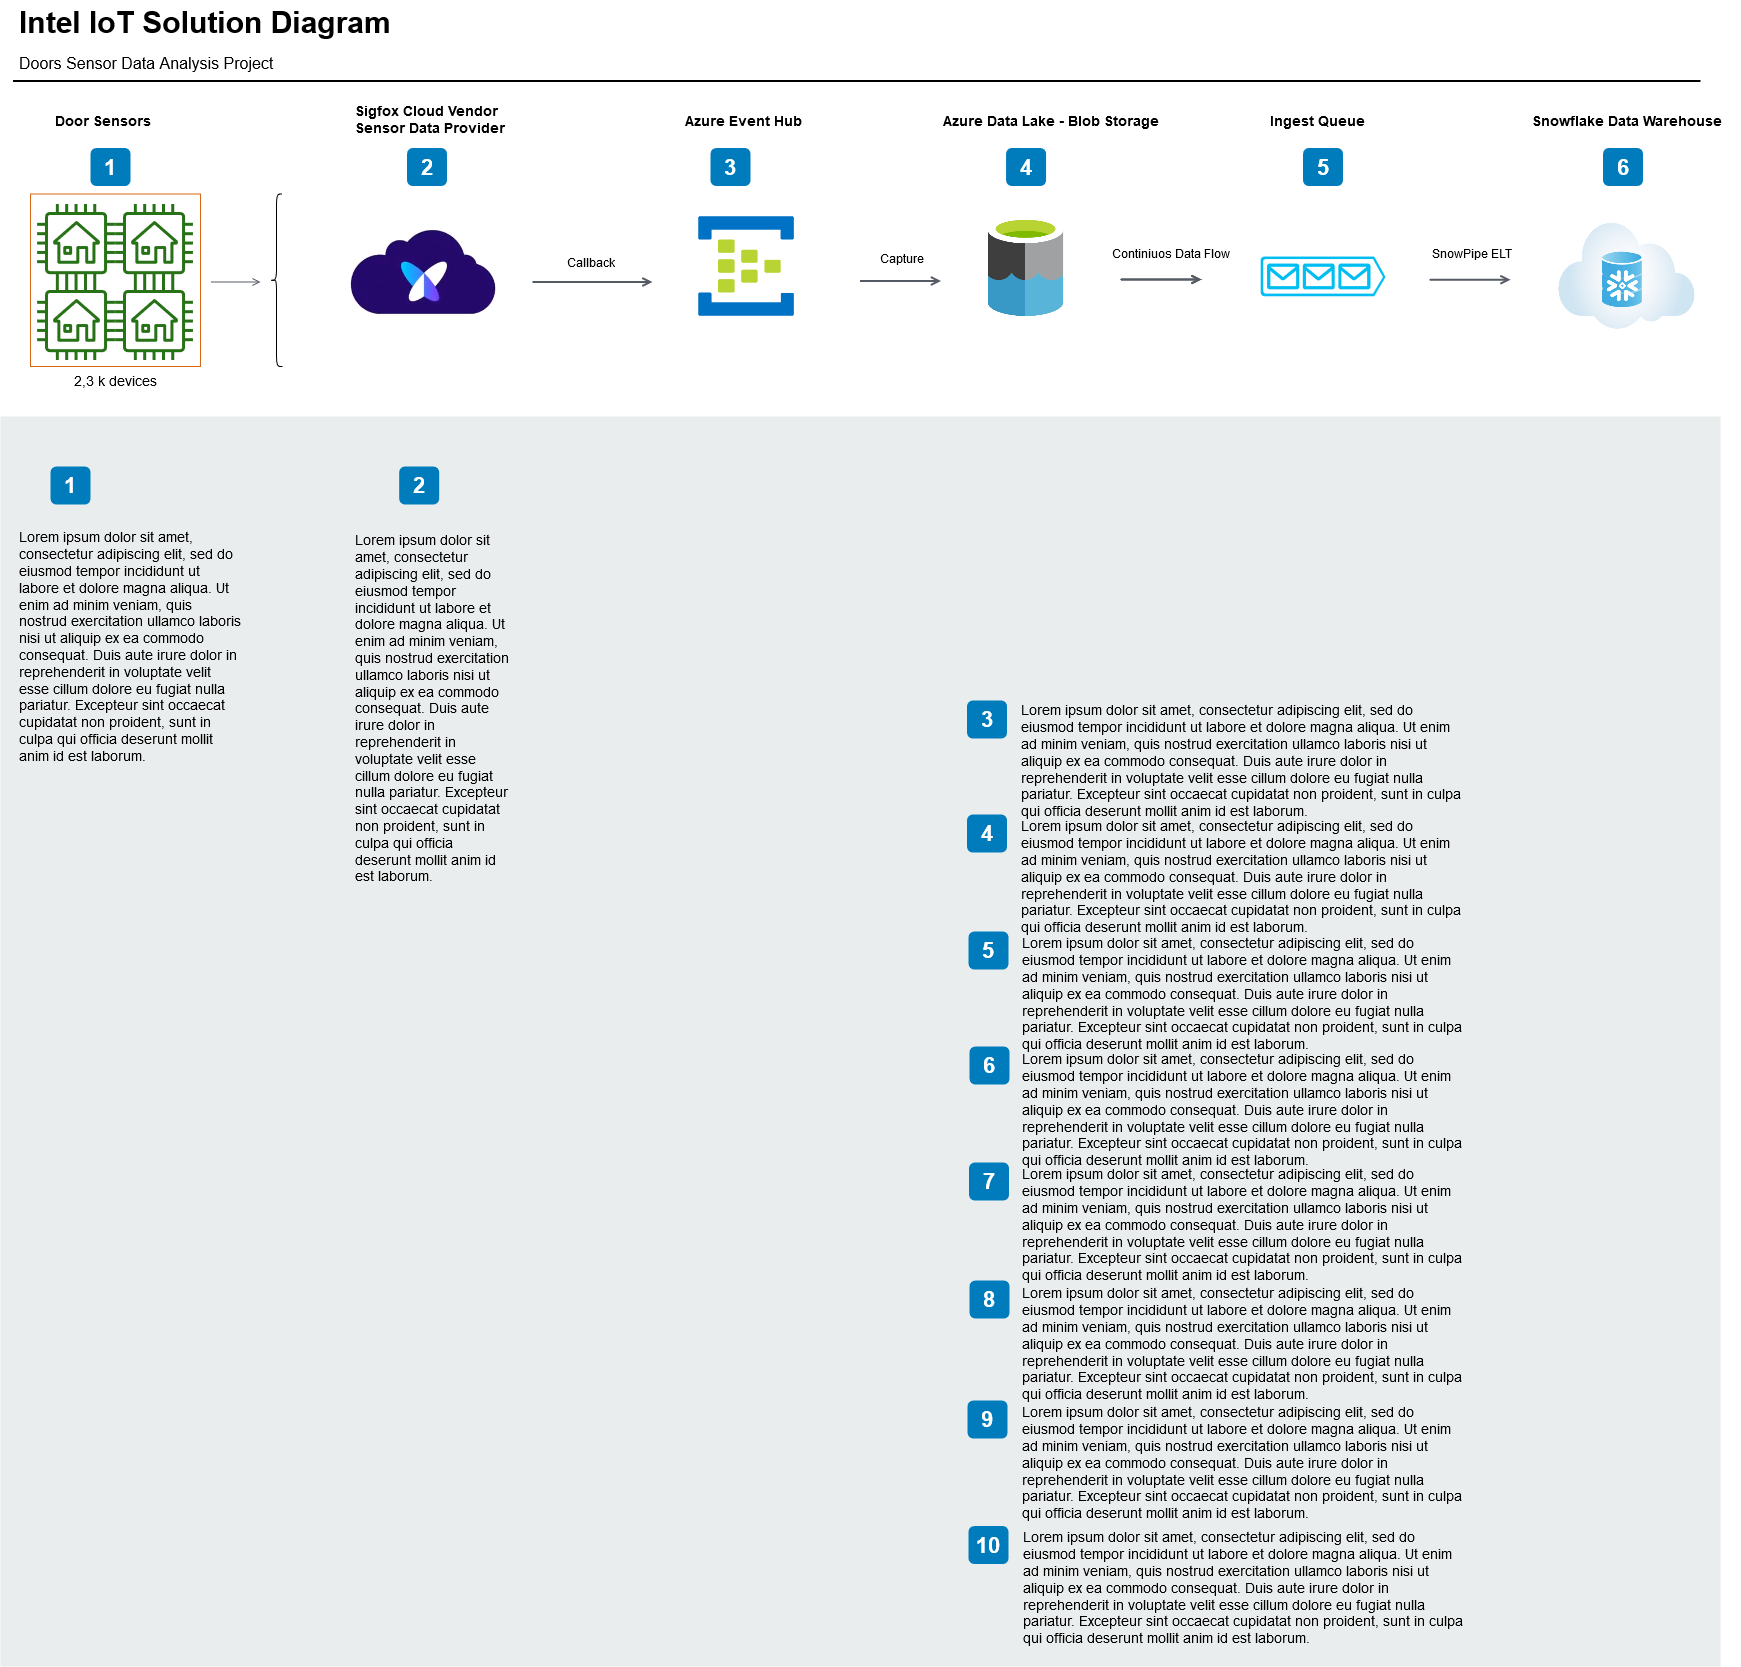 Intel IoT Solution Diagram
Doors Sensor Data Analysis Project
Door Sensors
Sigfox Cloud Vendor
Sensor Data Provider
Azure Event Hub
Azure Data Lake - Blob Storage
Ingest Queue
Snowflake Data Warehouse
1
2
3
4
5
6
Callback
Capture
Continiuos Data Flow
SnowPipe ELT
2,3 k devices
1
Lorem ipsum dolor sit amet,
consectetur adipiscing elit, sed do
eiusmod tempor incididunt ut
labore et dolore magna aliqua. Ut
enim ad minim veniam, quis
nostrud exercitation ullamco laboris
nisi ut aliquip ex ea commodo
consequat. Duis aute irure dolor in
reprehenderit in voluptate velit
esse cillum dolore eu fugiat nulla
pariatur. Excepteur sint occaecat
cupidatat non proident, sunt in
culpa qui officia deserunt mollit
anim id est laborum.
2
Lorem ipsum dolor sit
amet, consectetur
adipiscing elit, sed do
eiusmod tempor
incididunt ut labore et
dolore magna aliqua. Ut
enim ad minim veniam,
quis nostrud exercitation
ullamco laboris nisi ut
aliquip ex ea commodo
consequat. Duis aute
irure dolor in
reprehenderit in
voluptate velit esse
cillum dolore eu fugiat
nulla pariatur. Excepteur
sint occaecat cupidatat
non proident, sunt in
culpa qui officia
deserunt mollit anim id
est laborum.
3
Lorem ipsum dolor sit amet, consectetur adipiscing elit, sed do
eiusmod tempor incididunt ut labore et dolore magna aliqua. Ut enim
ad minim veniam, quis nostrud exercitation ullamco laboris nisi ut
aliquip ex ea commodo consequat. Duis aute irure dolor in
reprehenderit in voluptate velit esse cillum dolore eu fugiat nulla
pariatur. Excepteur sint occaecat cupidatat non proident, sunt in culpa
qui officia deserunt mollit anim id est laborum.
4
Lorem ipsum dolor sit amet, consectetur adipiscing elit, sed do
eiusmod tempor incididunt ut labore et dolore magna aliqua. Ut enim
ad minim veniam, quis nostrud exercitation ullamco laboris nisi ut
aliquip ex ea commodo consequat. Duis aute irure dolor in
reprehenderit in voluptate velit esse cillum dolore eu fugiat nulla
pariatur. Excepteur sint occaecat cupidatat non proident, sunt in culpa
qui officia deserunt mollit anim id est laborum.
5
Lorem ipsum dolor sit amet, consectetur adipiscing elit, sed do
eiusmod tempor incididunt ut labore et dolore magna aliqua. Ut enim
ad minim veniam, quis nostrud exercitation ullamco laboris nisi ut
aliquip ex ea commodo consequat. Duis aute irure dolor in
reprehenderit in voluptate velit esse cillum dolore eu fugiat nulla
pariatur. Excepteur sint occaecat cupidatat non proident, sunt in culpa
qui officia deserunt mollit anim id est laborum.
6
Lorem ipsum dolor sit amet, consectetur adipiscing elit, sed do
eiusmod tempor incididunt ut labore et dolore magna aliqua. Ut enim
ad minim veniam, quis nostrud exercitation ullamco laboris nisi ut
aliquip ex ea commodo consequat. Duis aute irure dolor in
reprehenderit in voluptate velit esse cillum dolore eu fugiat nulla
pariatur. Excepteur sint occaecat cupidatat non proident, sunt in culpa
qui officia deserunt mollit anim id est laborum.
7
Lorem ipsum dolor sit amet, consectetur adipiscing elit, sed do
eiusmod tempor incididunt ut labore et dolore magna aliqua. Ut enim
ad minim veniam, quis nostrud exercitation ullamco laboris nisi ut
aliquip ex ea commodo consequat. Duis aute irure dolor in
reprehenderit in voluptate velit esse cillum dolore eu fugiat nulla
pariatur. Excepteur sint occaecat cupidatat non proident, sunt in culpa
qui officia deserunt mollit anim id est laborum.
8
Lorem ipsum dolor sit amet, consectetur adipiscing elit, sed do
eiusmod tempor incididunt ut labore et dolore magna aliqua. Ut enim
ad minim veniam, quis nostrud exercitation ullamco laboris nisi ut
aliquip ex ea commodo consequat. Duis aute irure dolor in
reprehenderit in voluptate velit esse cillum dolore eu fugiat nulla
pariatur. Excepteur sint occaecat cupidatat non proident, sunt in culpa
qui officia deserunt mollit anim id est laborum.
9
Lorem ipsum dolor sit amet, consectetur adipiscing elit, sed do
eiusmod tempor incididunt ut labore et dolore magna aliqua. Ut enim
ad minim veniam, quis nostrud exercitation ullamco laboris nisi ut
aliquip ex ea commodo consequat. Duis aute irure dolor in
reprehenderit in voluptate velit esse cillum dolore eu fugiat nulla
pariatur. Excepteur sint occaecat cupidatat non proident, sunt in culpa
qui officia deserunt mollit anim id est laborum.
10
Lorem ipsum dolor sit amet, consectetur adipiscing elit, sed do
eiusmod tempor incididunt ut labore et dolore magna aliqua. Ut enim
ad minim veniam, quis nostrud exercitation ullamco laboris nisi ut
aliquip ex ea commodo consequat. Duis aute irure dolor in
reprehenderit in voluptate velit esse cillum dolore eu fugiat nulla
pariatur. Excepteur sint occaecat cupidatat non proident, sunt in culpa
qui officia deserunt mollit anim id est laborum.